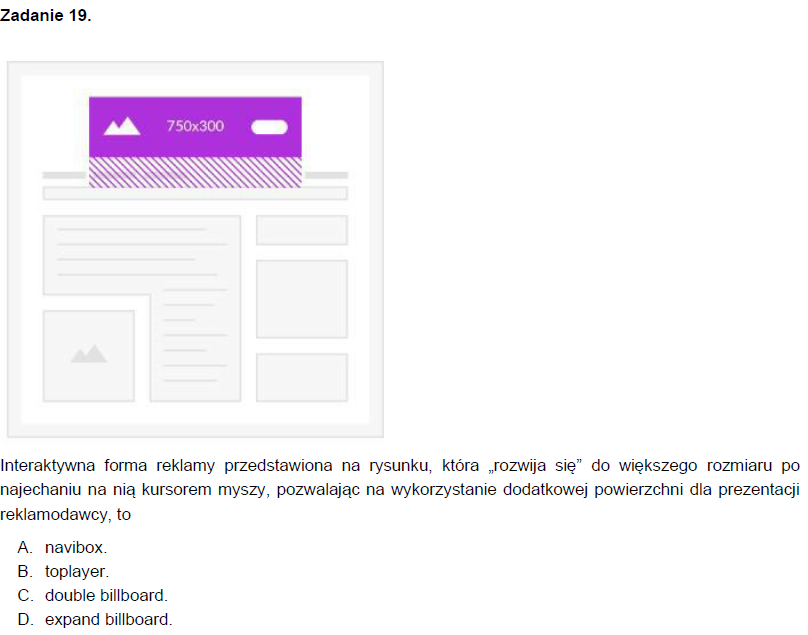 Zadanie 19.
750x300
Interaktywna forma reklamy przedstawiona na rysunku, która „rozwija się” do większego rozmiaru po
najechaniu na nią kursorem myszy, pozwalając na wykorzystanie dodatkowej powierzchni dla prezentacji
reklamodawcy, to
A. navibox.
B. toplayer.
C. double billboard.
D. expand billboard.